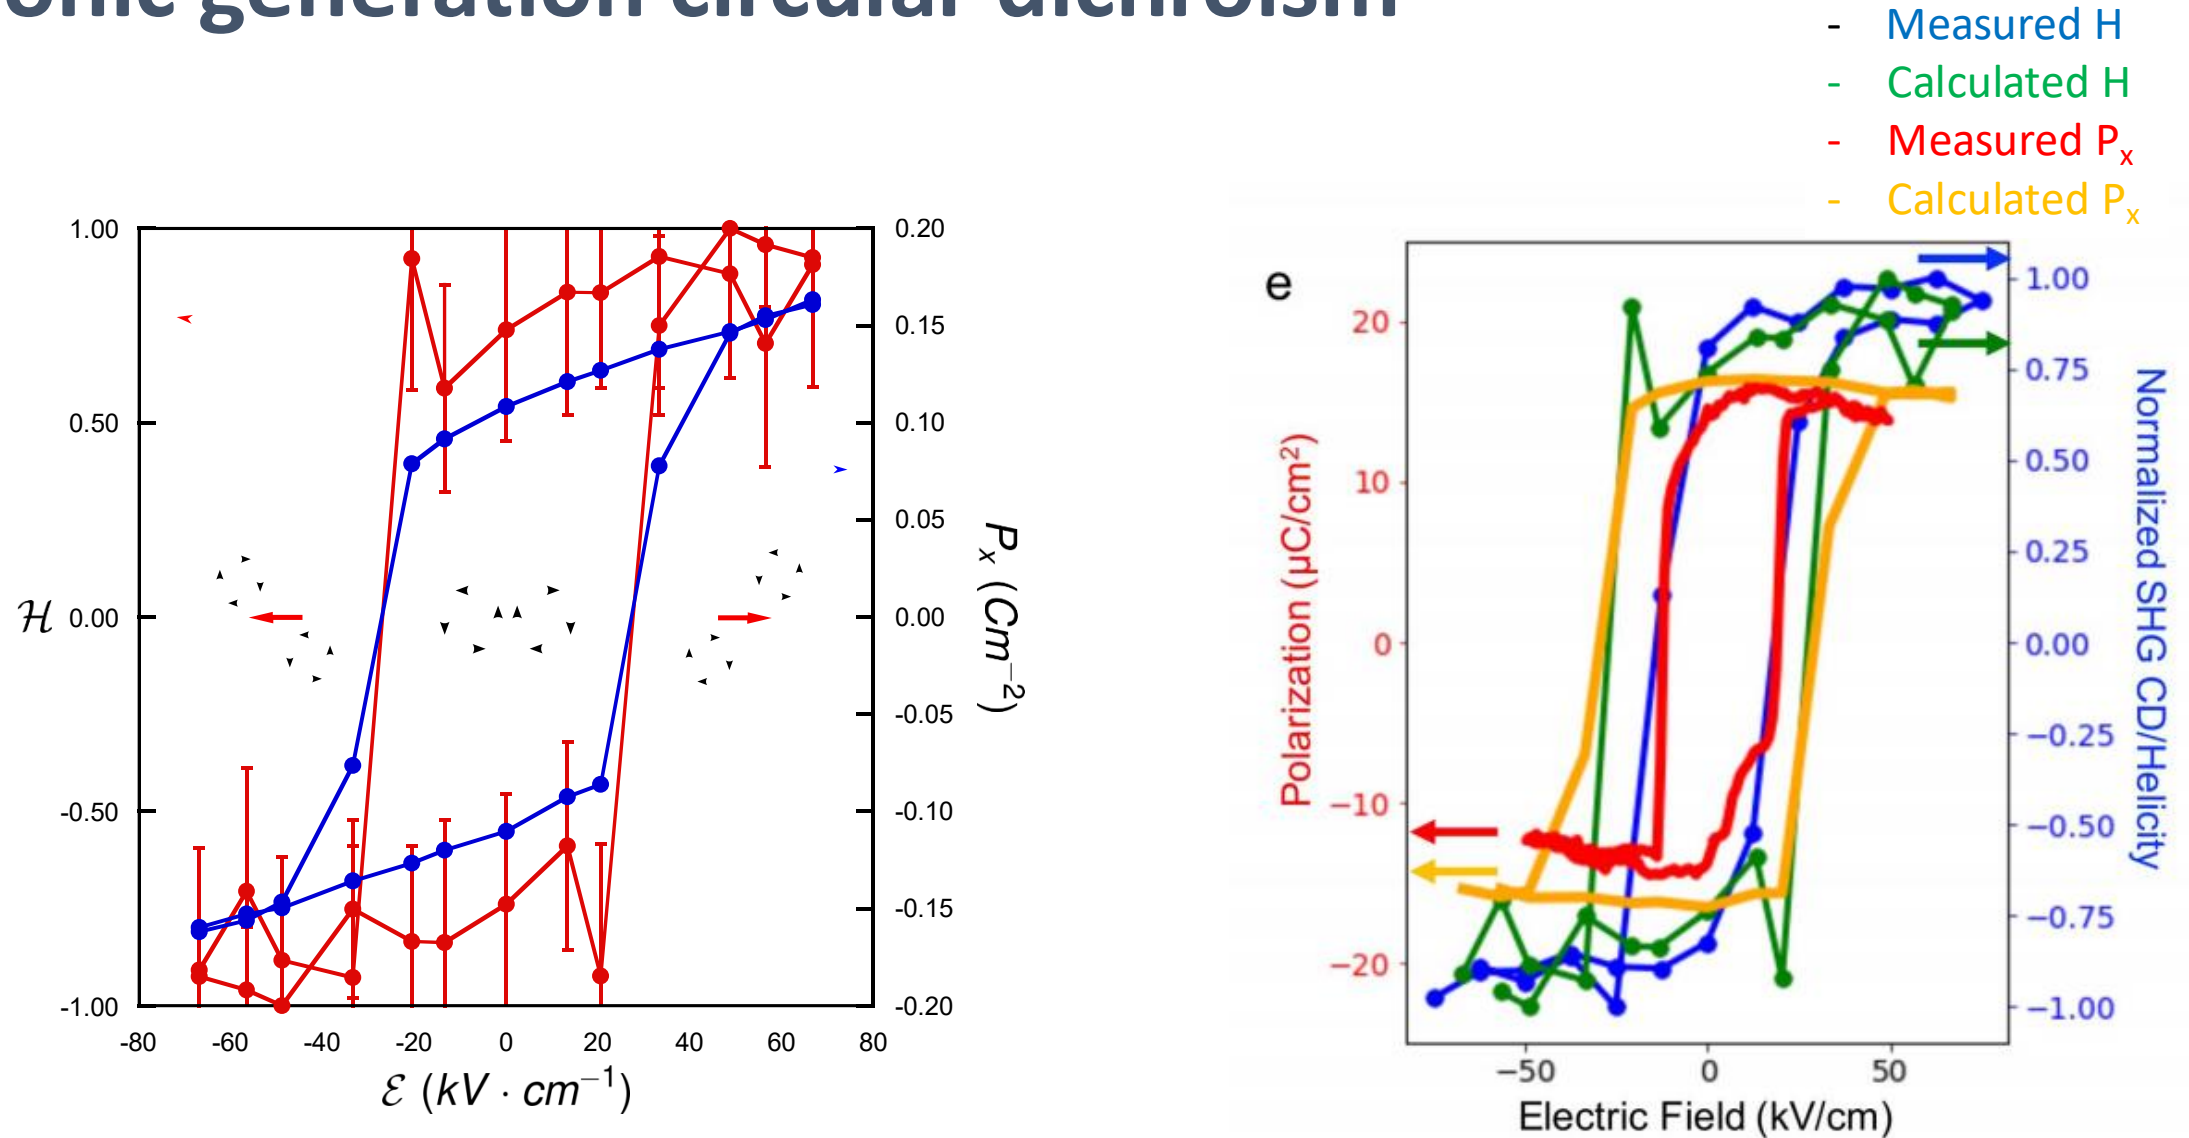 onic generation circular dichroism
- Measured H
- Calculated H
- Measured Pₓ
- Calculated Pₓ
1.00
0.50
0.00
-0.50
-1.00
ℋ
0.20
0.15
0.10
0.05
0.00
-0.05
-0.10
-0.15
-0.20
Pₓ (Cm⁻²)
-80 -60 -40 -20 0 20 40 60 80
ℰ (kV · cm⁻¹)
e
20
10
0
−10
−20
Polarization (µC/cm²)
1.00
0.75
0.50
0.25
0.00
−0.25
−0.50
−0.75
−1.00
Normalized SHG CD/Helicity
−50 0 50
Electric Field (kV/cm)